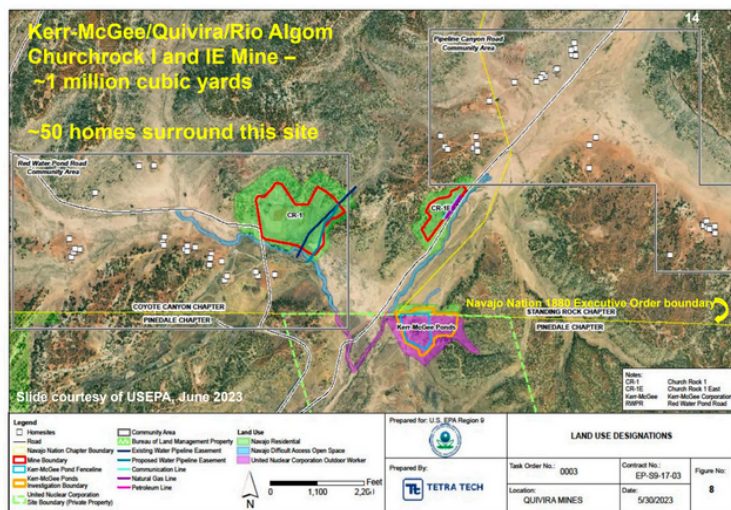 14
Kerr-McGee/Quivira/Rio Algom
Churchrock I and IE Mine –
~1 million cubic yards
~50 homes surround this site
Pipeline Canyon Road
Community Area
Red Water Pond Road
Community Area
CR-1
CR-1E
Navajo Nation 1880 Executive Order boundary
COYOTE CANYON CHAPTER
PINEDALE CHAPTER
STANDING ROCK CHAPTER
PINEDALE CHAPTER
Kerr-McGee Ponds
Slide courtesy of USEPA, June 2023
Notes:
CR-1 Church Rock 1
CR-1E Church Rock 1 East
Kerr-McGee Kerr-McGee Corporation
RWPR Red Water Pond Road
Legend
Homesites
Road
Navajo Nation Chapter Boundary
Mine Boundary
Kerr-McGee Pond Fenceline
Kerr-McGee Ponds
Investigation Boundary
United Nuclear Corporation
Site Boundary (Private Property)
Community Area
Bureau of Land Management Property
Existing Water Pipeline Easement
Proposed Water Pipeline Easement
Communication Line
Natural Gas Line
Petroleum Line
Land Use
Navajo Residential
Navajo Difficult Access Open Space
United Nuclear Corporation Outdoor Worker
N
Feet
0 1,100 2,200
Prepared for: U.S. EPA Region 9
Prepared By:
TETRA TECH
LAND USE DESIGNATIONS
Task Order No.: 0003
Contract No.: EP-S9-17-03
Figure No: 8
Location: QUIVIRA MINES
Date: 5/30/2023